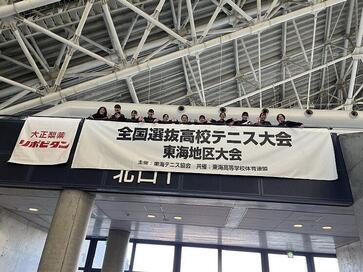 大正製薬
リポビタン
全国選抜高校テニス大会
東海地区大会
主催：東海テニス協会 共催：東海高等学校体育連盟
北口1